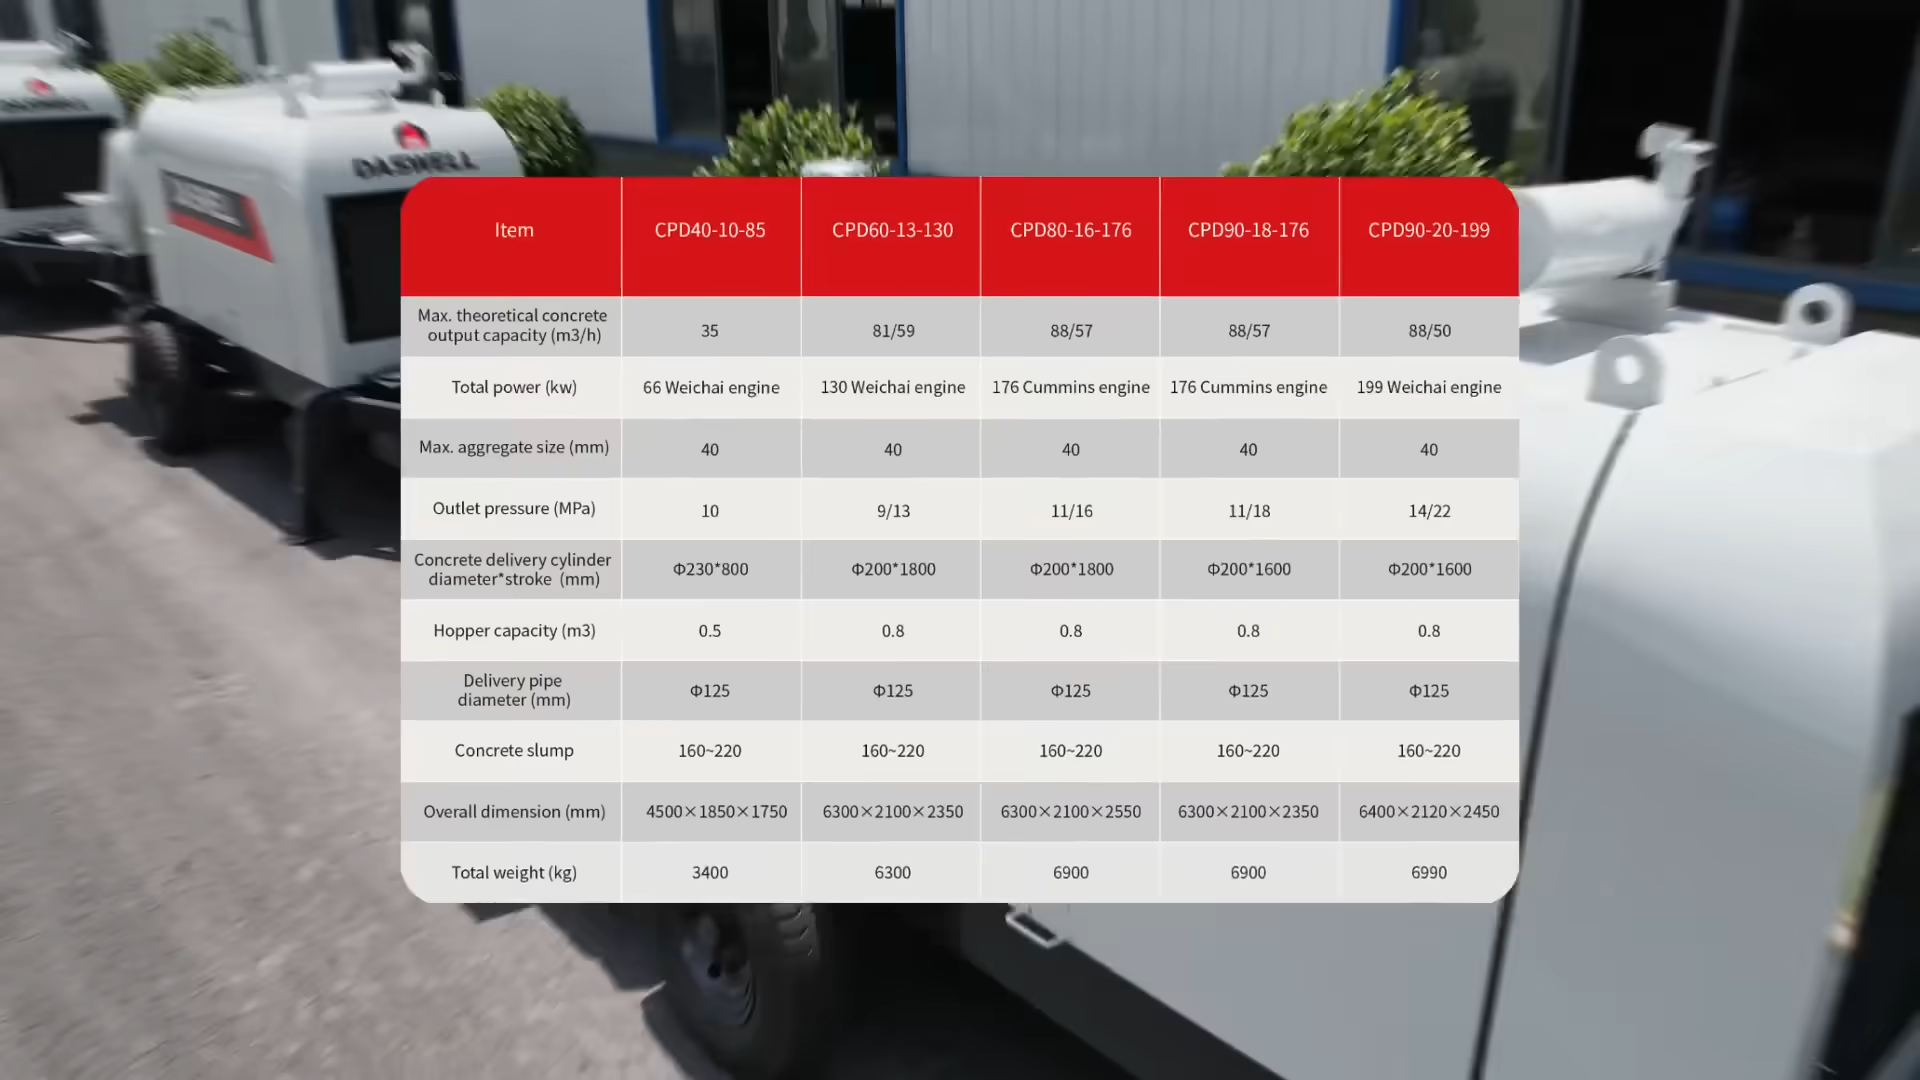 DASWELL
DASWELL
Item CPD40-10-85 CPD60-13-130 CPD80-16-176 CPD90-18-176 CPD90-20-199
Max. theoretical concrete
output capacity (m3/h) 35 81/59 88/57 88/57 88/50
Total power (kw) 66 Weichai engine 130 Weichai engine 176 Cummins engine 176 Cummins engine 199 Weichai engine
Max. aggregate size (mm) 40 40 40 40 40
Outlet pressure (MPa) 10 9/13 11/16 11/18 14/22
Concrete delivery cylinder
diameter*stroke (mm) Φ230*800 Φ200*1800 Φ200*1800 Φ200*1600 Φ200*1600
Hopper capacity (m3) 0.5 0.8 0.8 0.8 0.8
Delivery pipe
diameter (mm) Φ125 Φ125 Φ125 Φ125 Φ125
Concrete slump 160~220 160~220 160~220 160~220 160~220
Overall dimension (mm) 4500×1850×1750 6300×2100×2350 6300×2100×2550 6300×2100×2350 6400×2120×2450
Total weight (kg) 3400 6300 6900 6900 6990